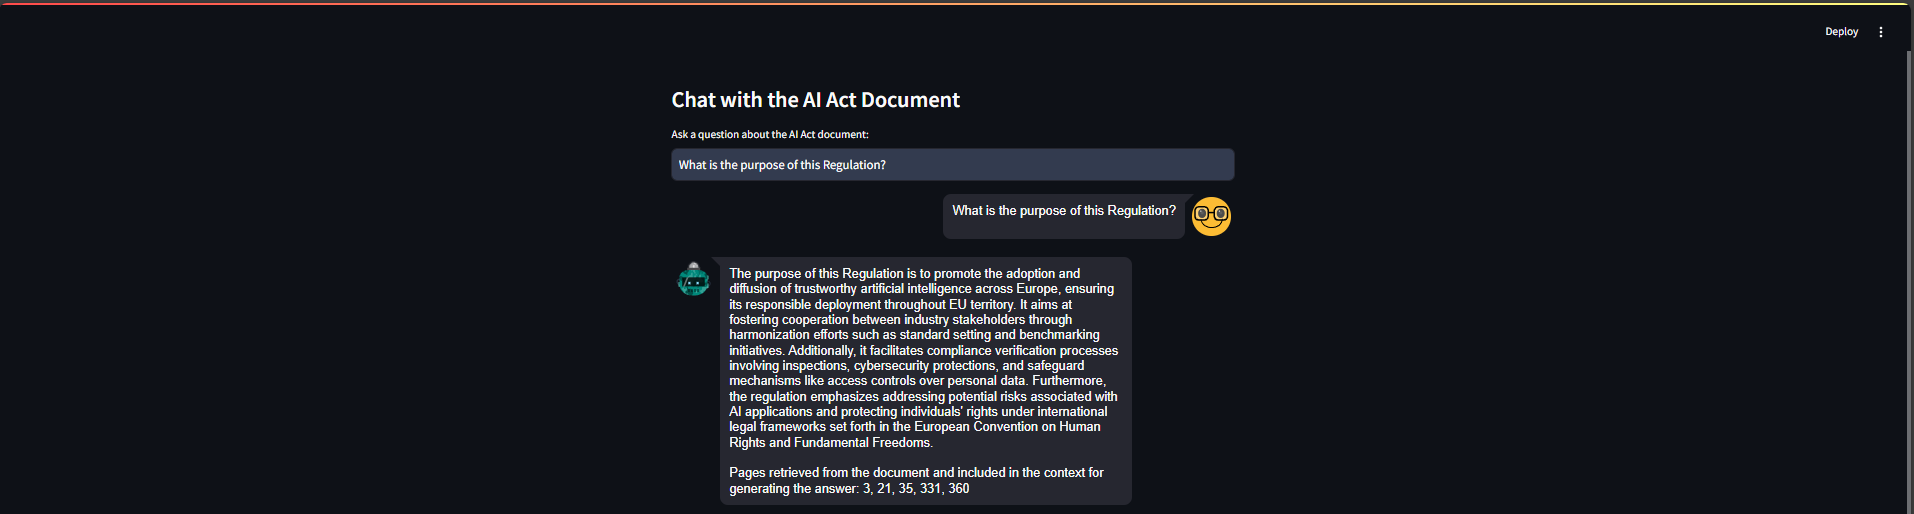 Deploy
Chat with the AI Act Document
Ask a question about the AI Act document:
What is the purpose of this Regulation?
What is the purpose of this Regulation?
The purpose of this Regulation is to promote the adoption and
diffusion of trustworthy artificial intelligence across Europe, ensuring
its responsible deployment throughout EU territory. It aims at
fostering cooperation between industry stakeholders through
harmonization efforts such as standard setting and benchmarking
initiatives. Additionally, it facilitates compliance verification processes
involving inspections, cybersecurity protections, and safeguard
mechanisms like access controls over personal data. Furthermore,
the regulation emphasizes addressing potential risks associated with
AI applications and protecting individuals' rights under international
legal frameworks set forth in the European Convention on Human
Rights and Fundamental Freedoms.
Pages retrieved from the document and included in the context for
generating the answer: 3, 21, 35, 331, 360